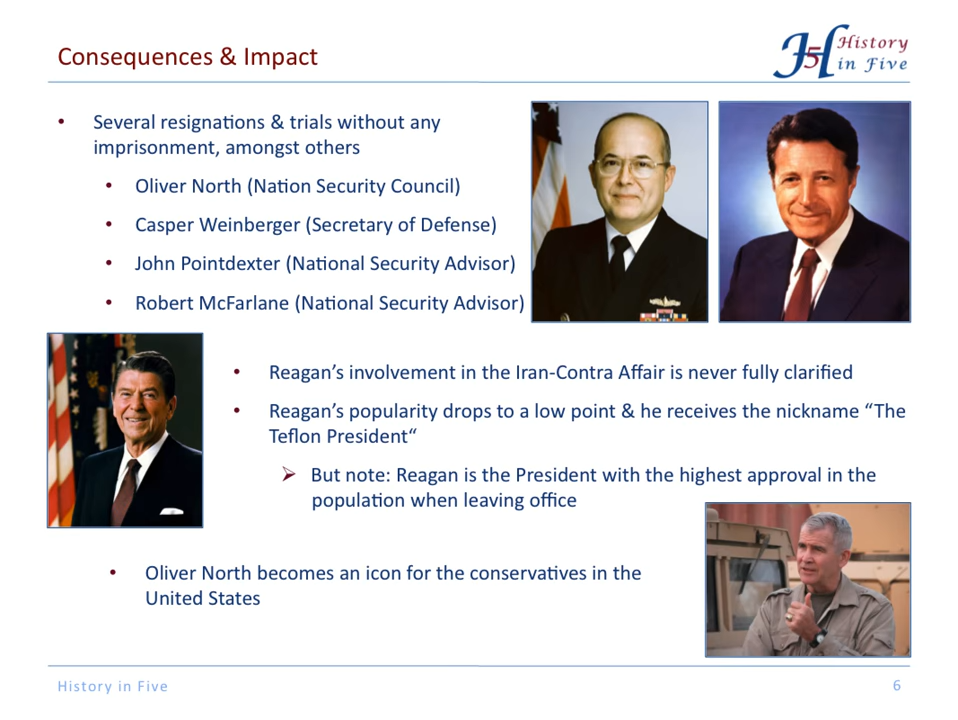 Consequences & Impact
History
in Five
• Several resignations & trials without any
imprisonment, amongst others
• Oliver North (Nation Security Council)
• Casper Weinberger (Secretary of Defense)
• John Pointdexter (National Security Advisor)
• Robert McFarlane (National Security Advisor)
• Reagan’s involvement in the Iran-Contra Affair is never fully clarified
• Reagan’s popularity drops to a low point & he receives the nickname “The
Teflon President“
➢ But note: Reagan is the President with the highest approval in the
population when leaving office
• Oliver North becomes an icon for the conservatives in the
United States
History in Five
6